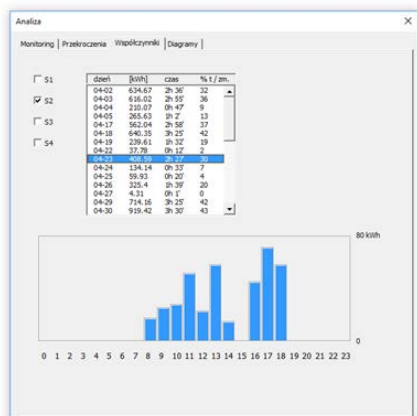 Analiza
Monitoring | Przekroczenia | Współczynniki | Diagramy |
S1
S2
S3
S4
dzień [kWh] czas % t / zm.
04-02 634.67 2h 36' 32
04-03 616.02 2h 55' 36
04-04 210.07 0h 47' 9
04-05 265.63 1h 2' 13
04-17 562.04 2h 58' 37
04-18 640.35 3h 25' 42
04-19 239.61 1h 32' 19
04-22 37.78 0h 12' 2
04-23 408.59 2h 27' 30
04-24 134.14 0h 33' 7
04-25 59.93 0h 20' 4
04-26 325.4 1h 39' 20
04-27 4.31 0h 1' 0
04-29 714.16 3h 25' 42
04-30 919.42 3h 30' 43
80 kWh
0
0 1 2 3 4 5 6 7 8 9 10 11 12 13 14 15 16 17 18 19 20 21 22 23